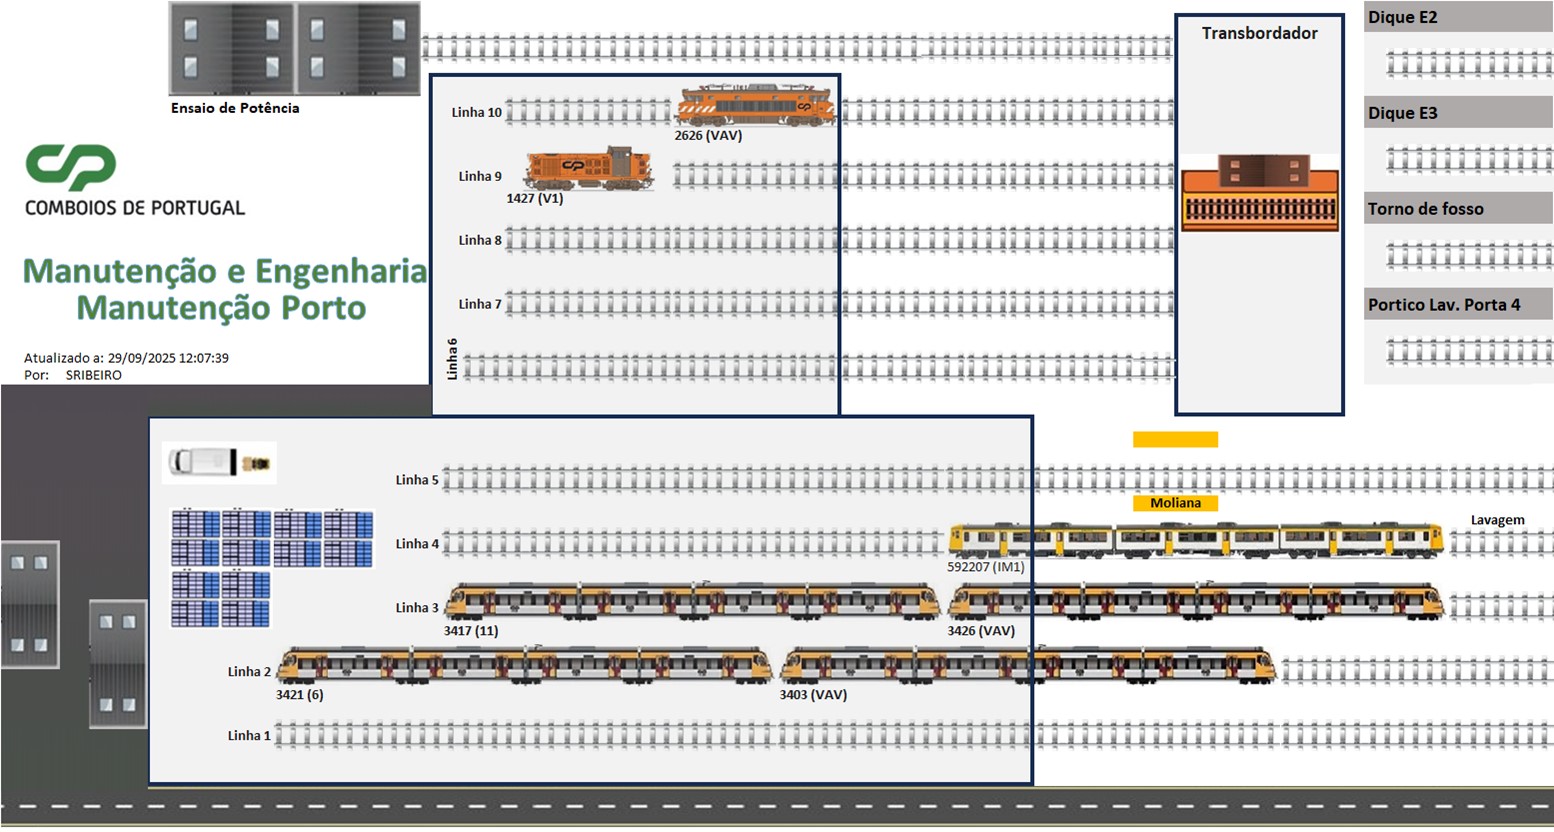 Ensaio de Potência
CP
COMBOIOS DE PORTUGAL
Manutenção e Engenharia
Manutenção Porto
Atualizado a: 29/09/2025 12:07:39
Por: SRIBEIRO
Linha 10
2626 (VAV)
Linha 9
1427 (V1)
Linha 8
Linha 7
Linha 6
Transbordador
Dique E2
Dique E3
Torno de fosso
Portico Lav. Porta 4
Linha 5
Moliana
Lavagem
Linha 4
592207 (IM1)
Linha 3
3417 (11)
3426 (VAV)
Linha 2
3421 (6)
3403 (VAV)
Linha 1